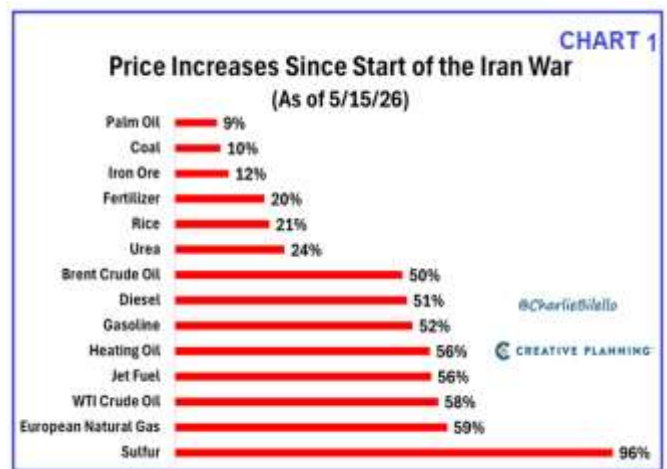 CHART 1
Price Increases Since Start of the Iran War
(As of 5/15/26)
Palm Oil 9%
Coal 10%
Iron Ore 12%
Fertilizer 20%
Rice 21%
Urea 24%
Brent Crude Oil 50%
Diesel 51%
@CharlieBilello
Gasoline 52%
Heating Oil 56%
CREATIVE PLANNING
Jet Fuel 56%
WTI Crude Oil 58%
European Natural Gas 59%
Sulfur 96%